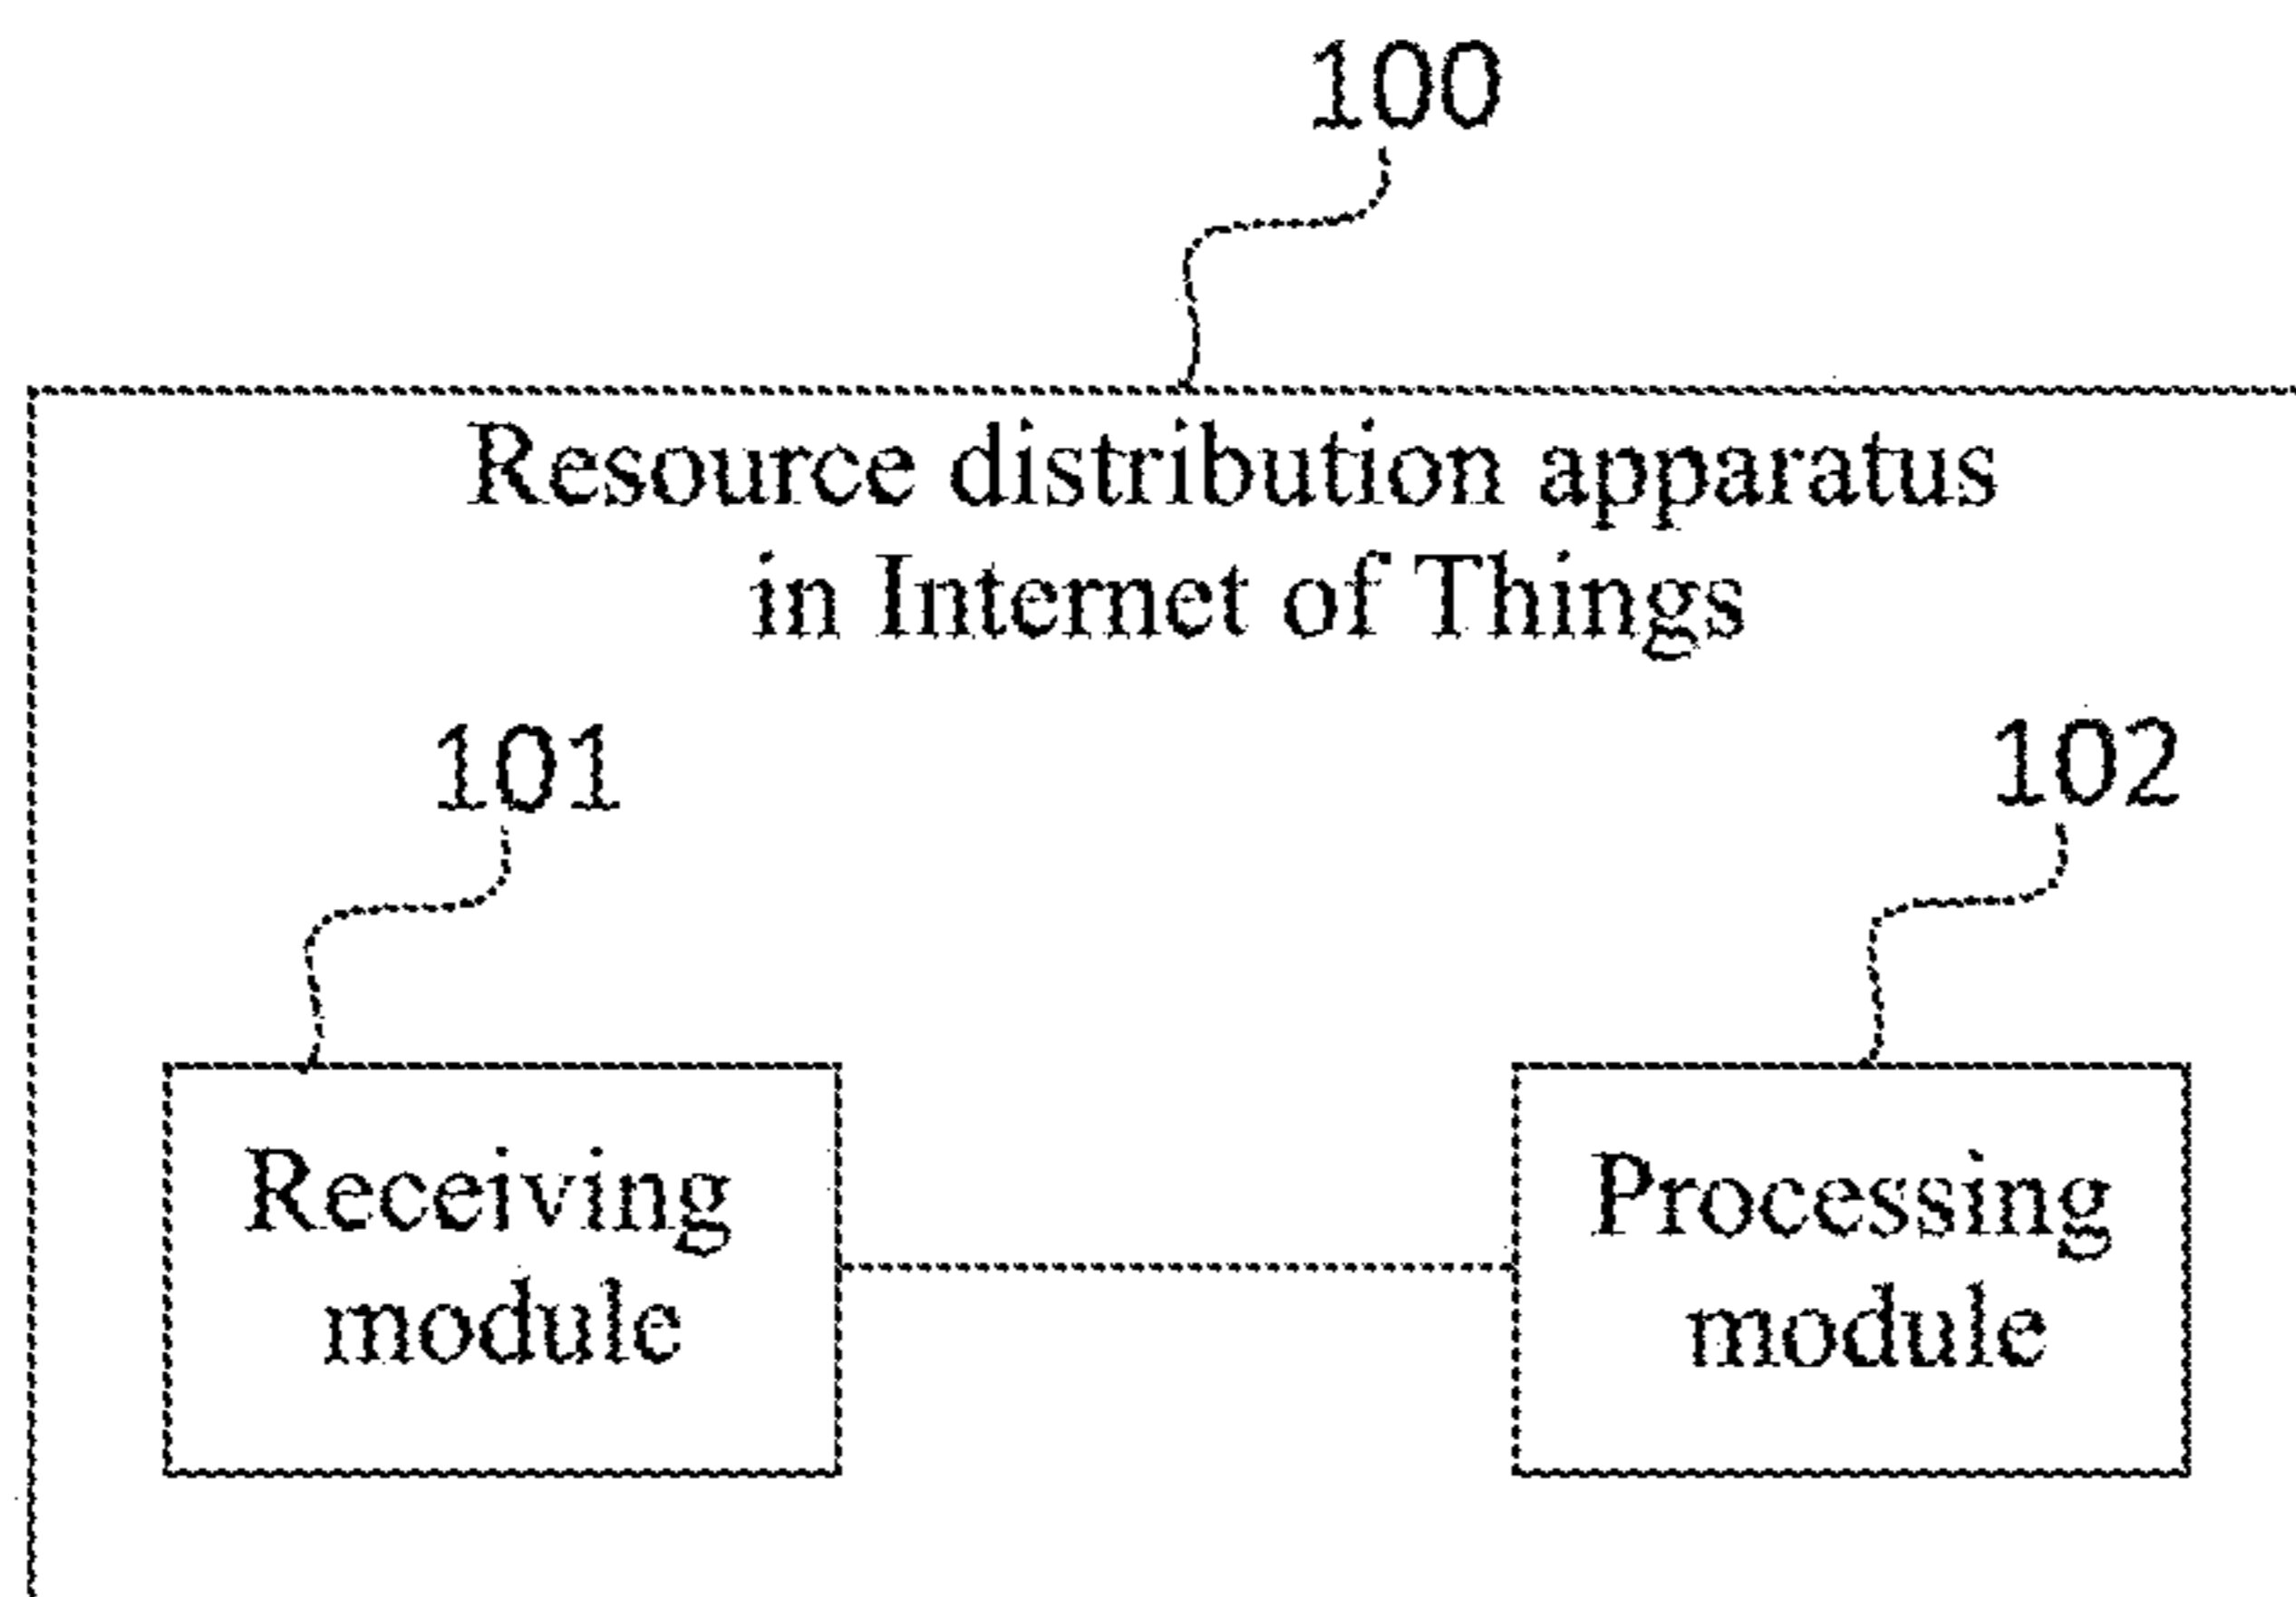 100
Resource distribution apparatus
in Internet of Things
101
102
Receiving
module
Processing
module